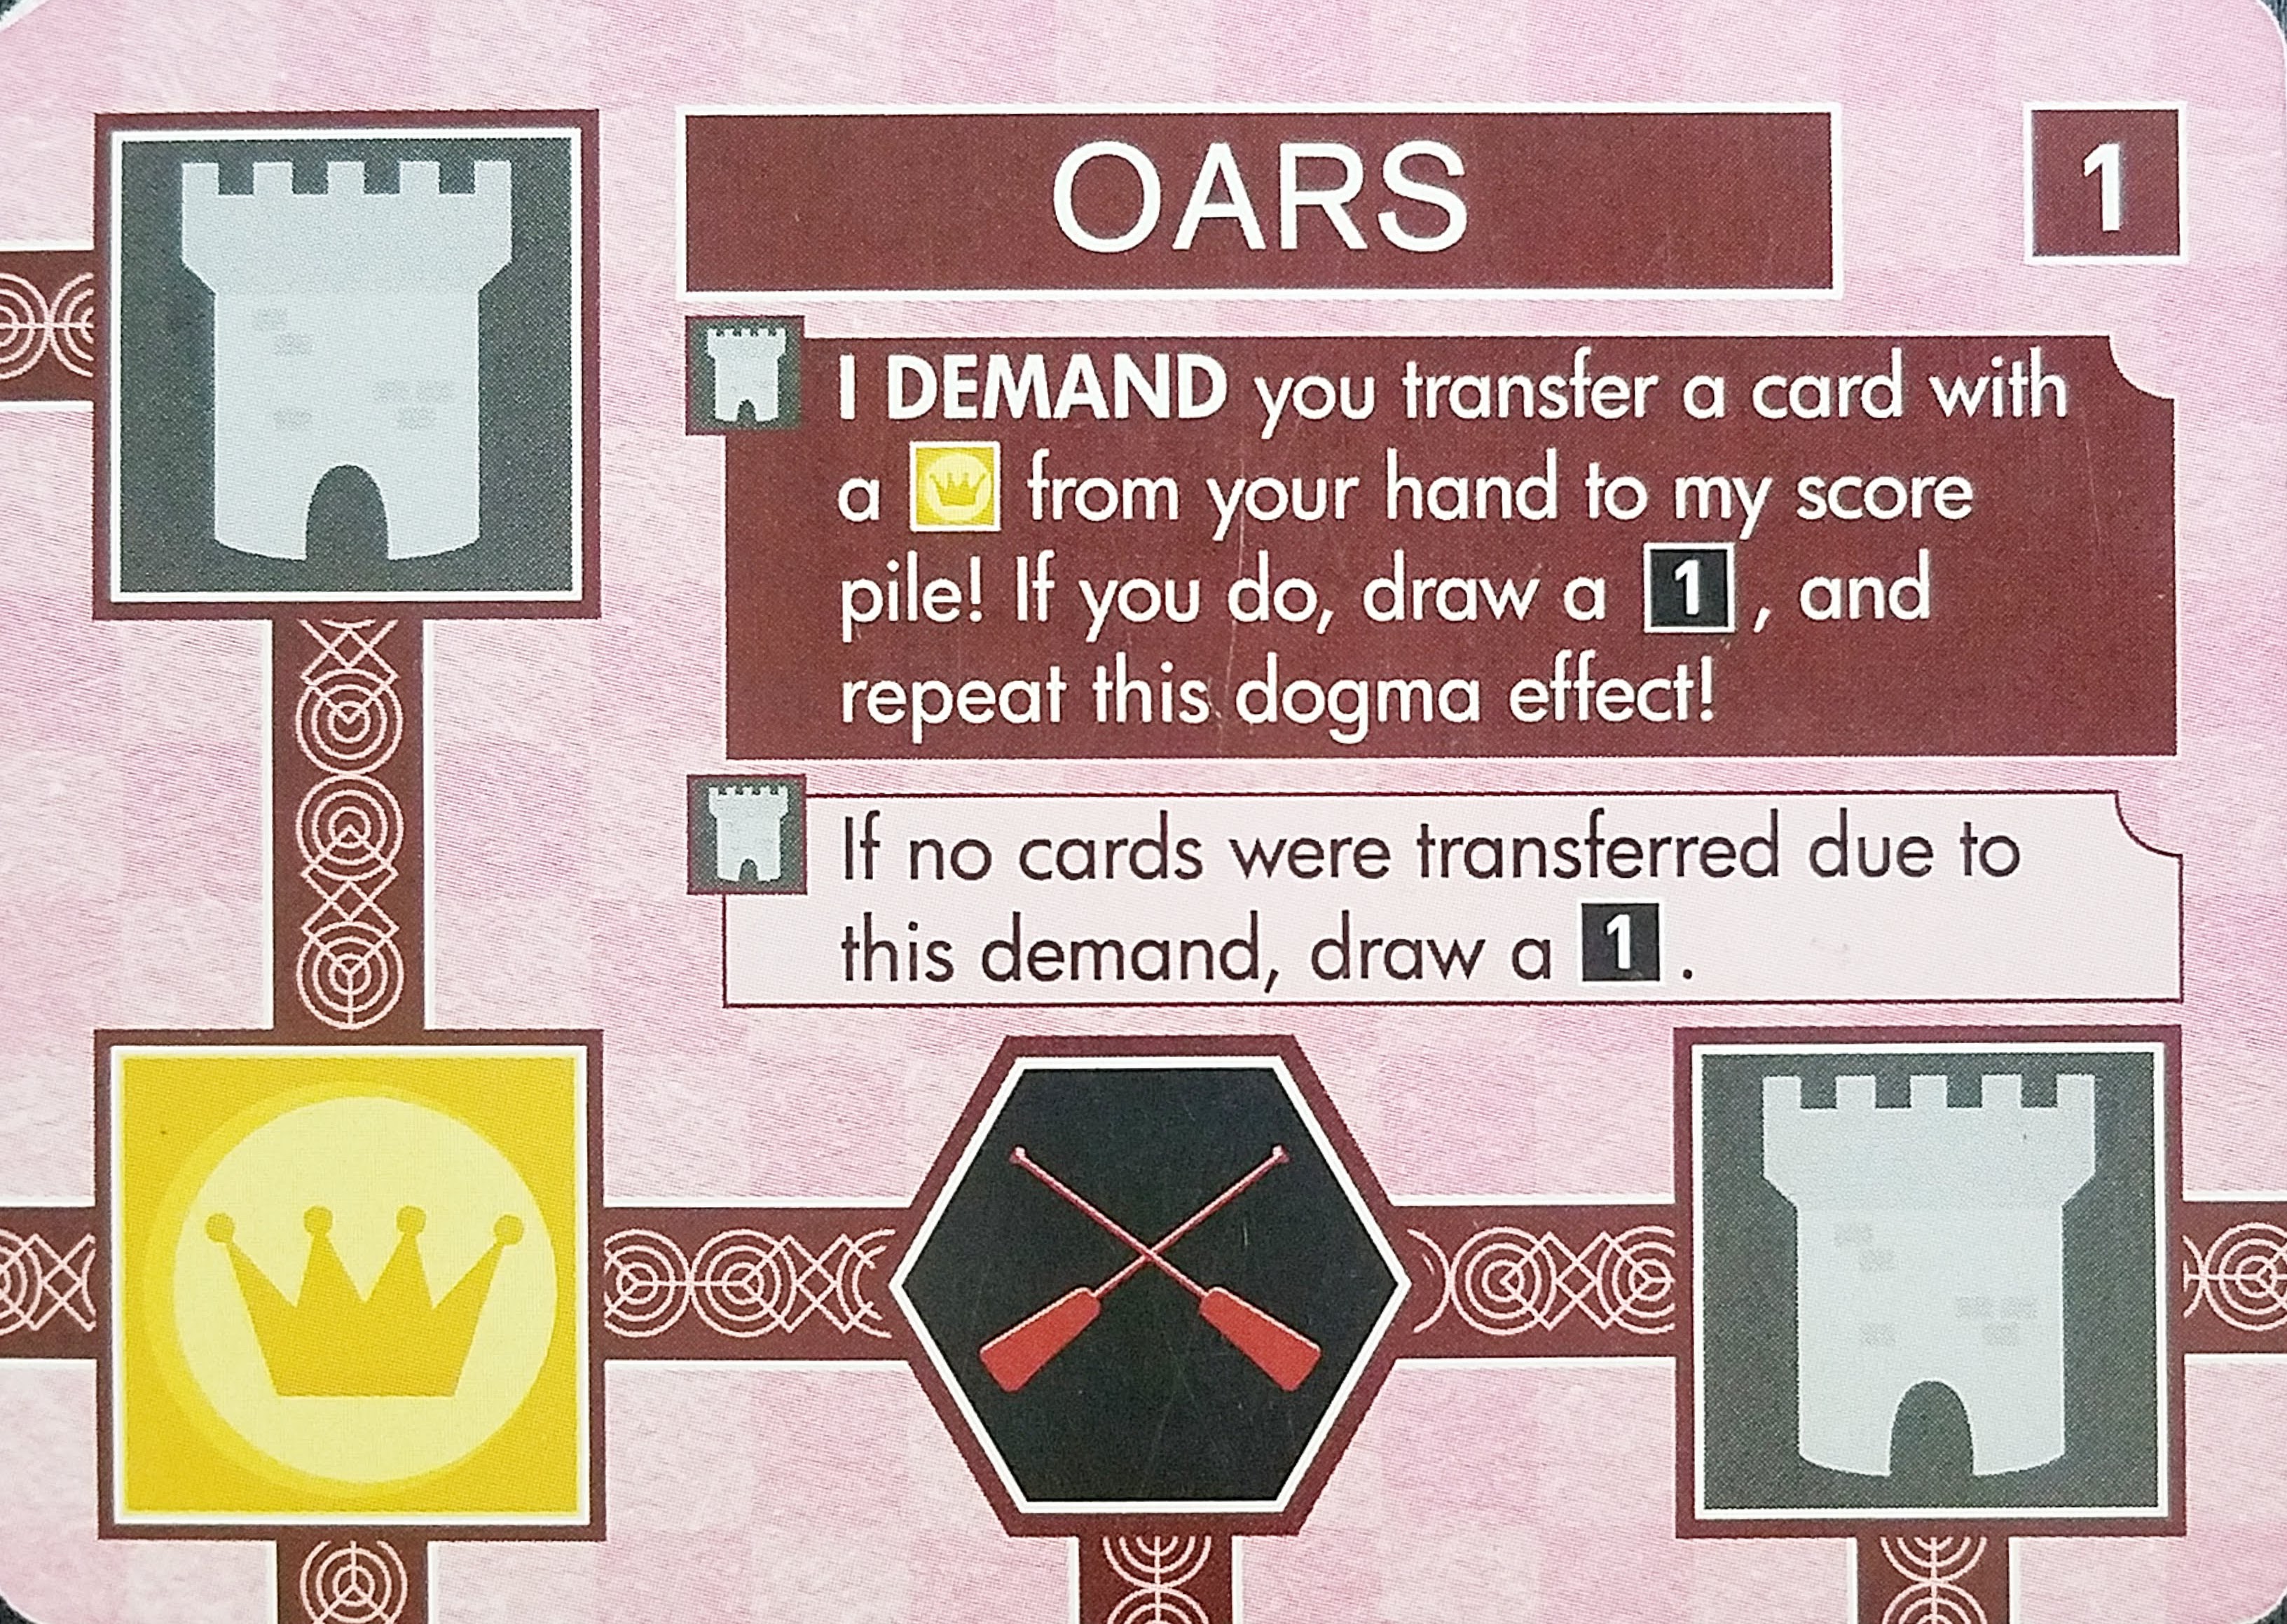 OARS
1
I DEMAND you transfer a card with
a from your hand to my score
pile! If you do, draw a 1, and
repeat this dogma effect!
If no cards were transferred due to
this demand, draw a 1.